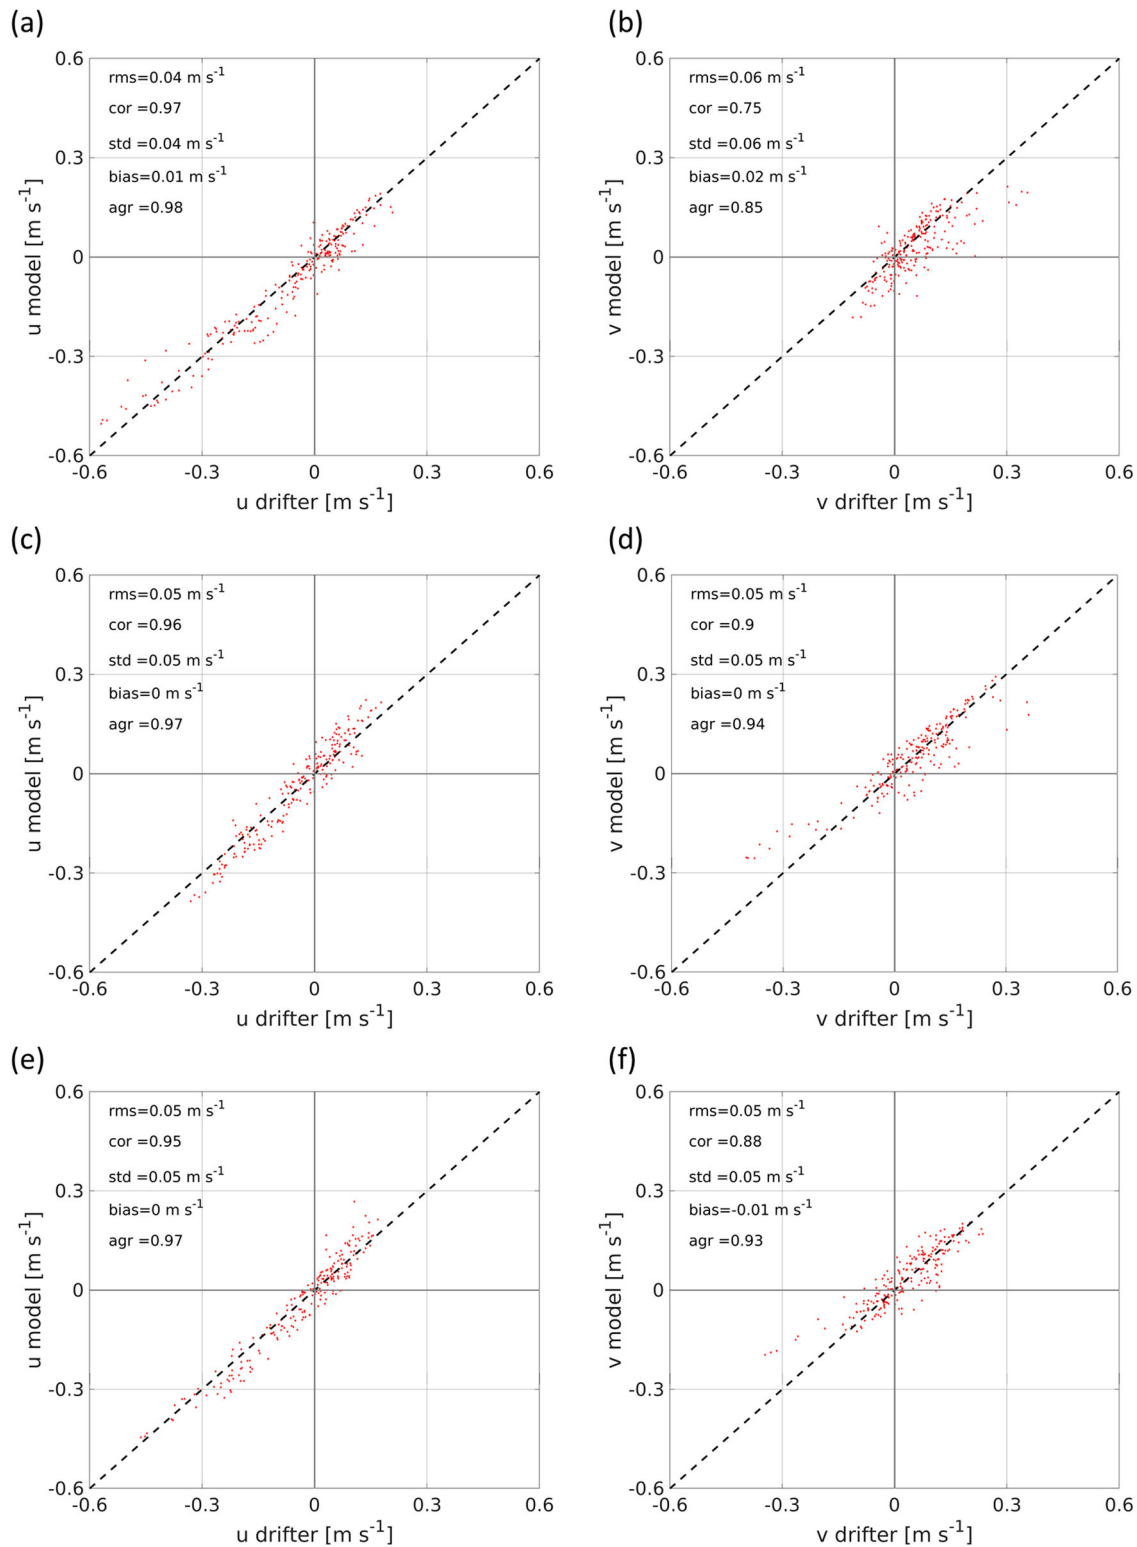 (a)
(b)
0.6
rms=0.04 m s⁻¹
cor =0.97
std =0.04 m s⁻¹
0.3
bias=0.01 m s⁻¹
agr =0.98
u model [m s⁻¹]
0
-0.3
-0.6
-0.6 -0.3 0 0.3 0.6
u drifter [m s⁻¹]
0.6
rms=0.06 m s⁻¹
cor =0.75
std =0.06 m s⁻¹
0.3
bias=0.02 m s⁻¹
agr =0.85
v model [m s⁻¹]
0
-0.3
-0.6
-0.6 -0.3 0 0.3 0.6
v drifter [m s⁻¹]
(c)
(d)
0.6
rms=0.05 m s⁻¹
cor =0.96
std =0.05 m s⁻¹
0.3
bias=0 m s⁻¹
agr =0.97
u model [m s⁻¹]
0
-0.3
-0.6
-0.6 -0.3 0 0.3 0.6
u drifter [m s⁻¹]
0.6
rms=0.05 m s⁻¹
cor =0.9
std =0.05 m s⁻¹
0.3
bias=0 m s⁻¹
agr =0.94
v model [m s⁻¹]
0
-0.3
-0.6
-0.6 -0.3 0 0.3 0.6
v drifter [m s⁻¹]
(e)
(f)
0.6
rms=0.05 m s⁻¹
cor =0.95
std =0.05 m s⁻¹
0.3
bias=0 m s⁻¹
agr =0.97
u model [m s⁻¹]
0
-0.3
-0.6
-0.6 -0.3 0 0.3 0.6
u drifter [m s⁻¹]
0.6
rms=0.05 m s⁻¹
cor =0.88
std =0.05 m s⁻¹
0.3
bias=-0.01 m s⁻¹
agr =0.93
v model [m s⁻¹]
0
-0.3
-0.6
-0.6 -0.3 0 0.3 0.6
v drifter [m s⁻¹]